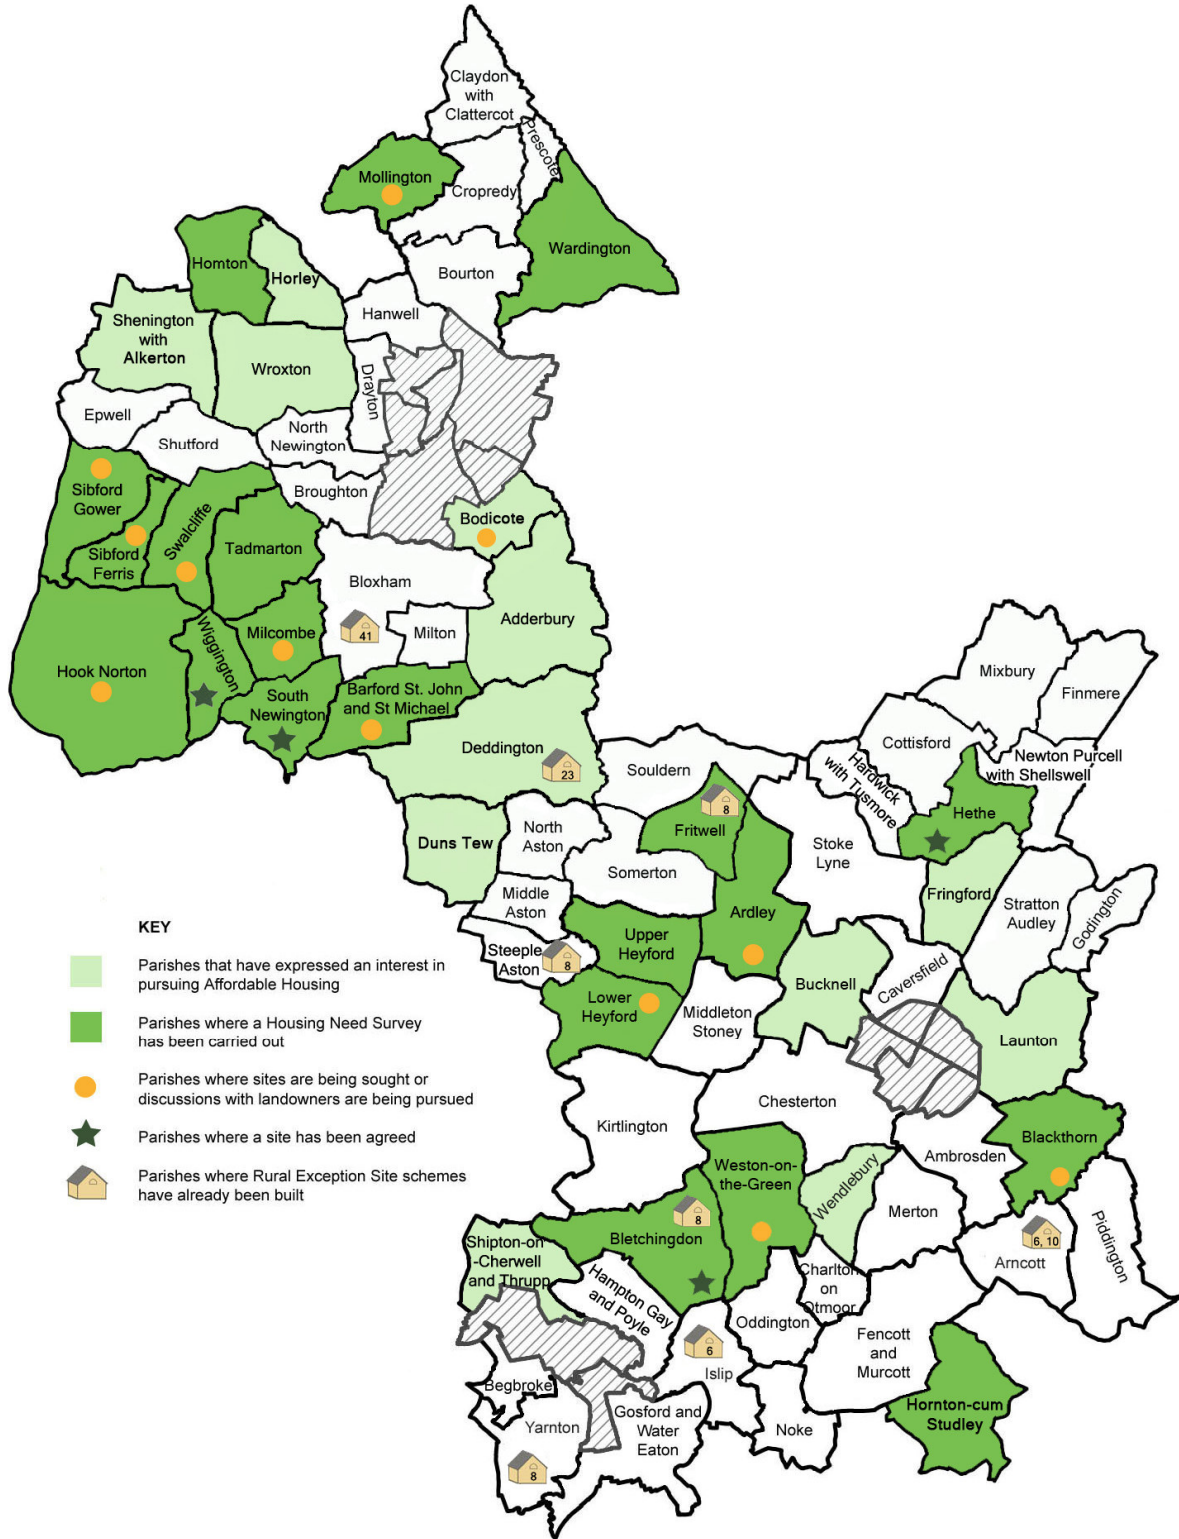 Claydon
with
Clattercot
Prescote
Mollington
Cropredy
Wardington
Bourton
Homton
Horley
Hanwell
Shenington
with
Alkerton
Wroxton
Drayton
Epwell
North
Newington
Shutford
Broughton
Sibford
Gower
Swalcliffe
Bodicote
Sibford
Ferris
Tadmarton
Bloxham
41
Milton
Adderbury
Hook Norton
Wiggington
Milcombe
South
Newington
Barford St. John
and St Michael
Deddington
23
Mixbury
Finmere
Cottisford
Newton Purcell
with Shellswell
Hardwick
with Tusmore
Souldern
8
Fritwell
Hethe
Duns Tew
North
Aston
Stoke
Lyne
Somerton
Fringford
Middle
Aston
Ardley
Stratton
Audley
Godington
Steeple
Aston
8
Upper
Heyford
Bucknell
Caversfield
Lower
Heyford
Middleton
Stoney
Launton
KEY
Parishes that have expressed an interest in
pursuing Affordable Housing
Parishes where a Housing Need Survey
has been carried out
Parishes where sites are being sought or
discussions with landowners are being pursued
Parishes where a site has been agreed
Parishes where Rural Exception Site schemes
have already been built
Kirtlington
Chesterton
Blackthorn
Ambrosden
Weston-on-
the-Green
Wendlebury
Merton
Piddington
8
Bletchingdon
6, 10
Arncott
Shipton-on
-Cherwell
and Thrupp
Hampton Gay
and Poyle
Charlton
on
Otmoor
Oddington
6
Islip
Fencott
and
Murcott
Begbroke
Hornton-cum
Studley
Yarnton
8
Gosford and
Water
Eaton
Noke